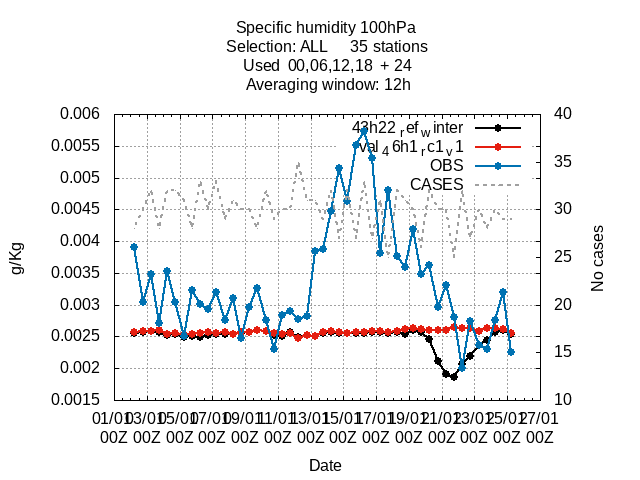 Specific humidity 100hPa
Selection: ALL     35 stations
Used  00,06,12,18  + 24
Averaging window: 12h
43h22_ref_winter
val_46h1_rc1_v1
OBS
CASES
0.006
0.0055
0.005
0.0045
0.004
0.0035
0.003
0.0025
0.002
0.0015
40
35
30
25
20
15
10
g/Kg
No cases
01/01 03/01 05/01 07/01 09/01 11/01 13/01 15/01 17/01 19/01 21/01 23/01 25/01 27/01
00Z 00Z 00Z 00Z 00Z 00Z 00Z 00Z 00Z 00Z 00Z 00Z 00Z 00Z
Date